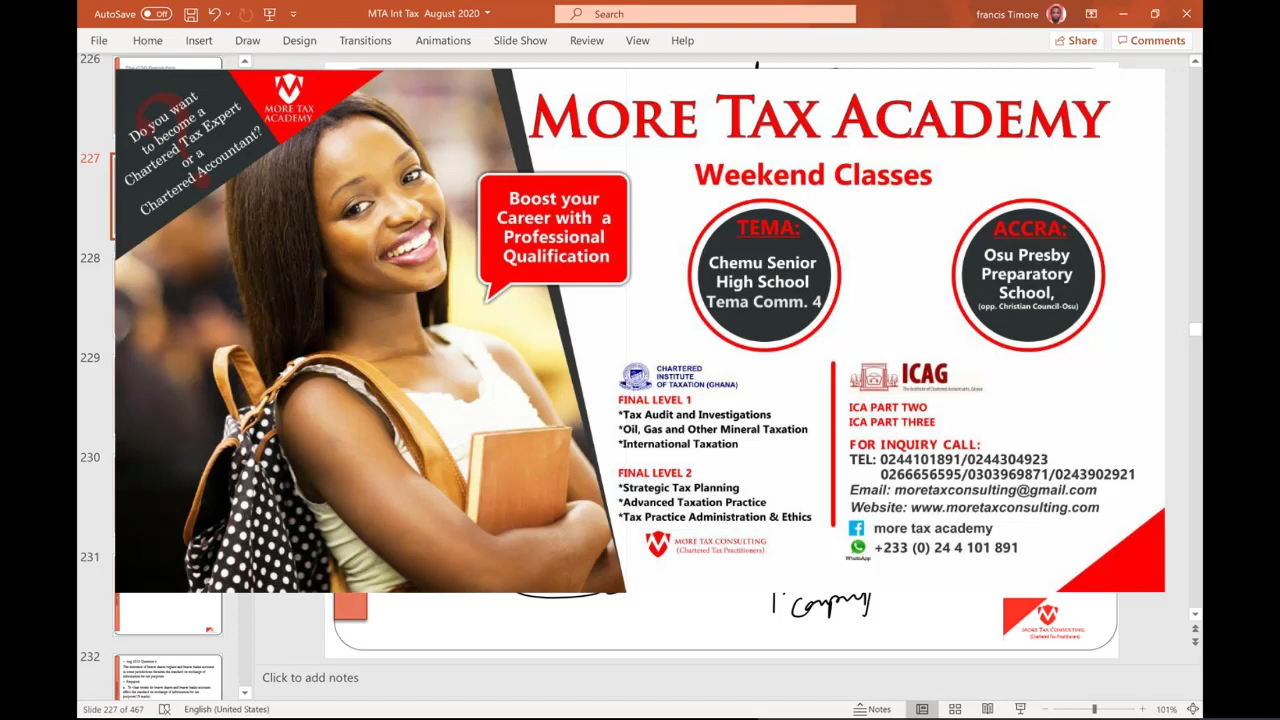 AutoSave Off
MTA Int Tax August 2020
Search
francis Timore
File Home Insert Draw Design Transitions Animations Slide Show Review View Help
Share Comments
226
227
228
229
230
231
232
Do you want
to become a
Chartered Tax Expert
or a
Chartered Accountant?
MORE TAX
ACADEMY
MORE TAX ACADEMY
Weekend Classes
Boost your
Career with a
Professional
Qualification
TEMA:
Chemu Senior
High School
Tema Comm. 4
ACCRA:
Osu Presby
Preparatory
School,
(opp. Christian Council-Osu)
CHARTERED
INSTITUTE
OF TAXATION (GHANA)
FINAL LEVEL 1
*Tax Audit and Investigations
*Oil, Gas and Other Mineral Taxation
*International Taxation
FINAL LEVEL 2
*Strategic Tax Planning
*Advanced Taxation Practice
*Tax Practice Administration & Ethics
MORE TAX CONSULTING
(Chartered Tax Practitioners)
ICAG
ICA PART TWO
ICA PART THREE
FOR INQUIRY CALL:
TEL: 0244101891/0244304923
0266656595/0303969871/0243902921
Email: moretaxconsulting@gmail.com
Website: www.moretaxconsulting.com
more tax academy
WhatsApp
+233 (0) 24 4 101 891
Company
MORE TAX CONSULTING
(Chartered Tax Practitioners)
Click to add notes
Slide 227 of 467 English (United States)
Notes
101%